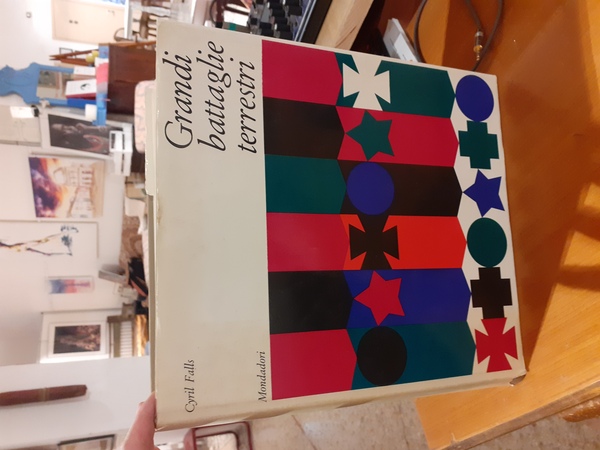 Cyril Falls
Grandi
battaglie
terrestri
Mondadori